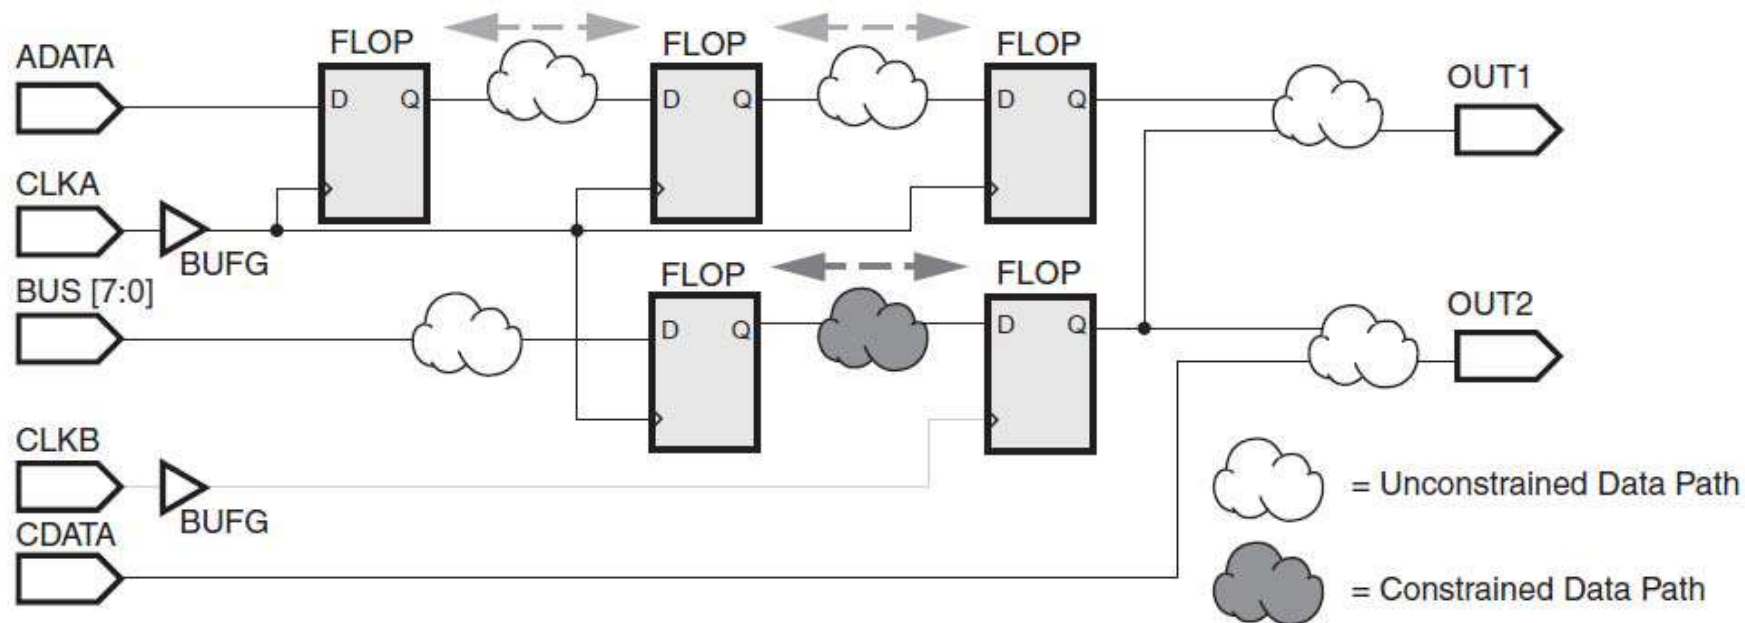 ADATA
FLOP
FLOP
FLOP
OUT1
D Q
D Q
D Q
CLKA
BUFG
BUS [7:0]
FLOP
FLOP
OUT2
D Q
D Q
CLKB
BUFG
CDATA
= Unconstrained Data Path
= Constrained Data Path